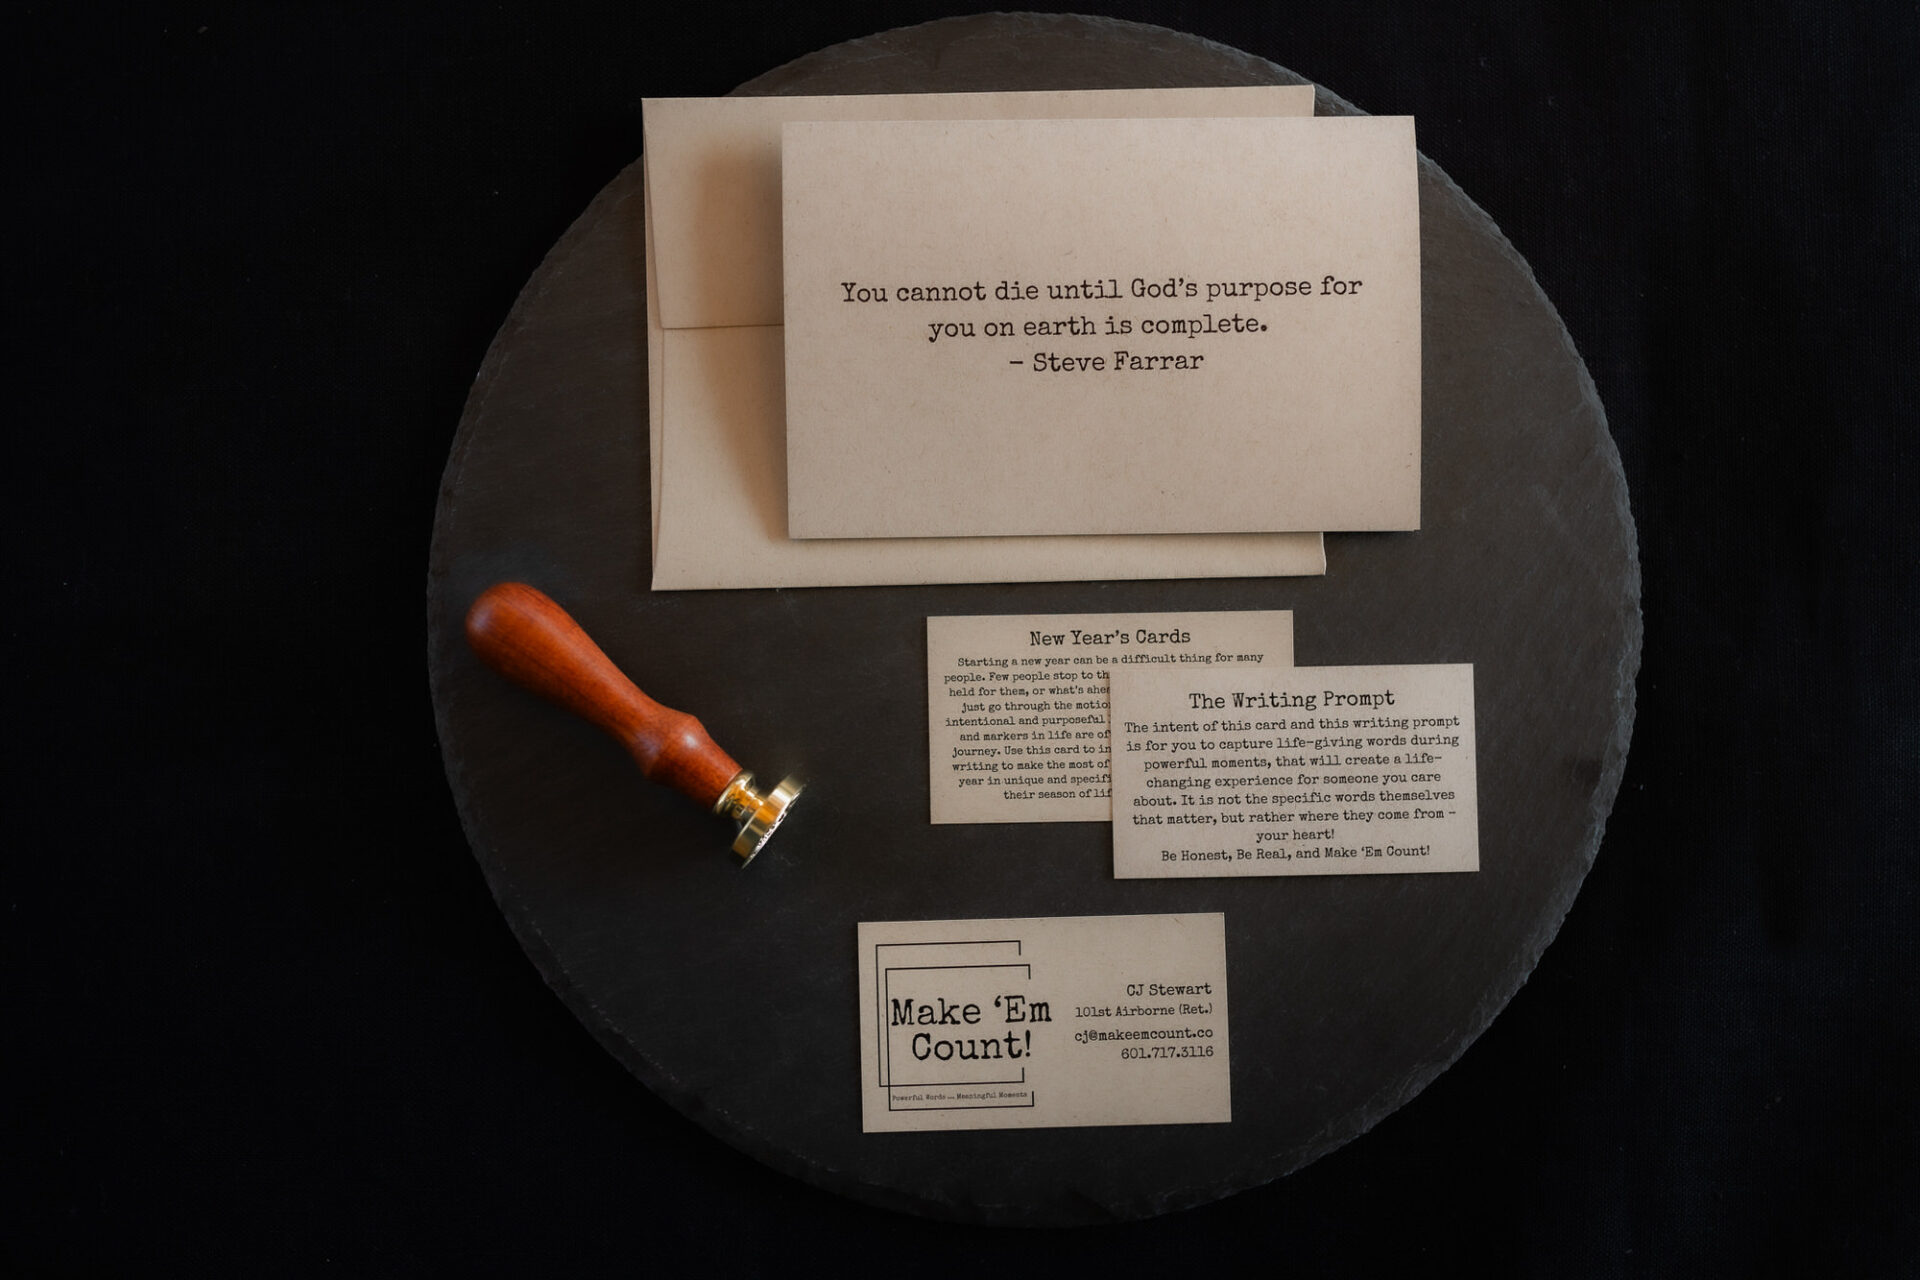 You cannot die until God's purpose for
you on earth is complete.
- Steve Farrar
New Year's Cards
Starting a new year can be a difficult thing for many
people. Few people stop to
held for them, or what's
just go through the
intentional and purposeful
and markers in life are
journey. Use this card to
writing to make the most of
year in unique and
their season of
The Writing Prompt
The intent of this card and this writing prompt
is for you to capture life-giving words during
powerful moments, that will create a life-
changing experience for someone you care
about. It is not the specific words themselves
that matter, but rather where they come from -
your heart!
Be Honest, Be Real, and Make 'Em Count!
Make 'Em
Count!
Powerful Words ... Meaningful Moments
CJ Stewart
101st Airborne (Ret.)
cj@makeemcount.co
601.717.3116